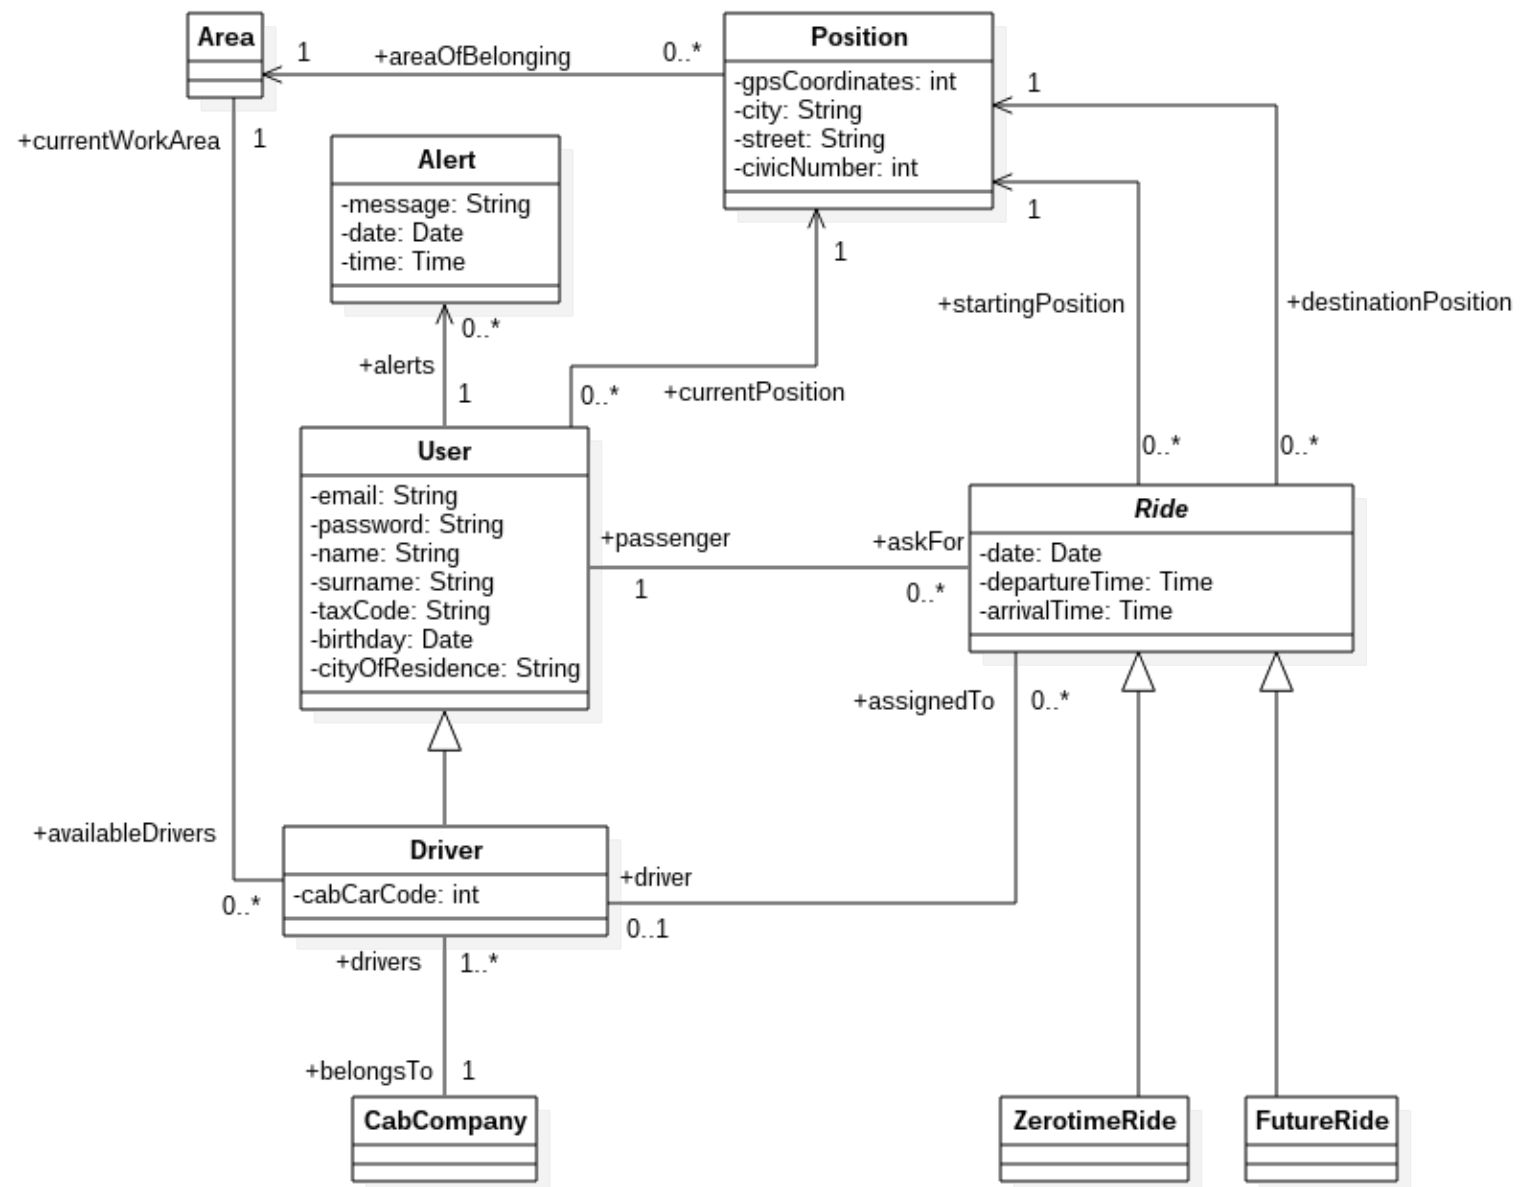 Area
1
+areaOfBelonging
0..*
Position
-gpsCoordinates: int
-city: String
-street: String
-civicNumber: int
1
1
1
+currentWorkArea
1
Alert
-message: String
-date: Date
-time: Time
0..*
+alerts
1
+startingPosition
+destinationPosition
0..*
+currentPosition
0..*
0..*
User
-email: String
-password: String
-name: String
-surname: String
-taxCode: String
-birthday: Date
-cityOfResidence: String
+passenger
1
+askFor
0..*
Ride
-date: Date
-departureTime: Time
-arrivalTime: Time
+assignedTo
0..*
+availableDrivers
0..*
Driver
-cabCarCode: int
+driver
0..1
+drivers
1..*
+belongsTo
1
CabCompany
ZerotimeRide
FutureRide